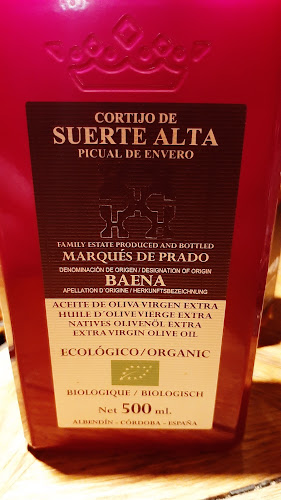 CORTIJO DE
SUERTE ALTA
PICUAL DE ENVERO
FAMILY ESTATE PRODUCED AND BOTTLED
MARQUÉS DE PRADO
DENOMINACIÓN DE ORIGEN / DESIGNATION OF ORIGIN
BAENA
APELLATION D'ORIGINE / HERKUNFTSBEZEICHNUNG
ACEITE DE OLIVA VIRGEN EXTRA
HUILE D'OLIVE VIERGE EXTRA
NATIVES OLIVENÖL EXTRA
EXTRA VIRGIN OLIVE OIL
ECOLÓGICO/ORGANIC
BIOLOGIQUE / BIOLOGISCH
Net 500 ml.
ALBENDÍN - CÓRDOBA - ESPAÑA